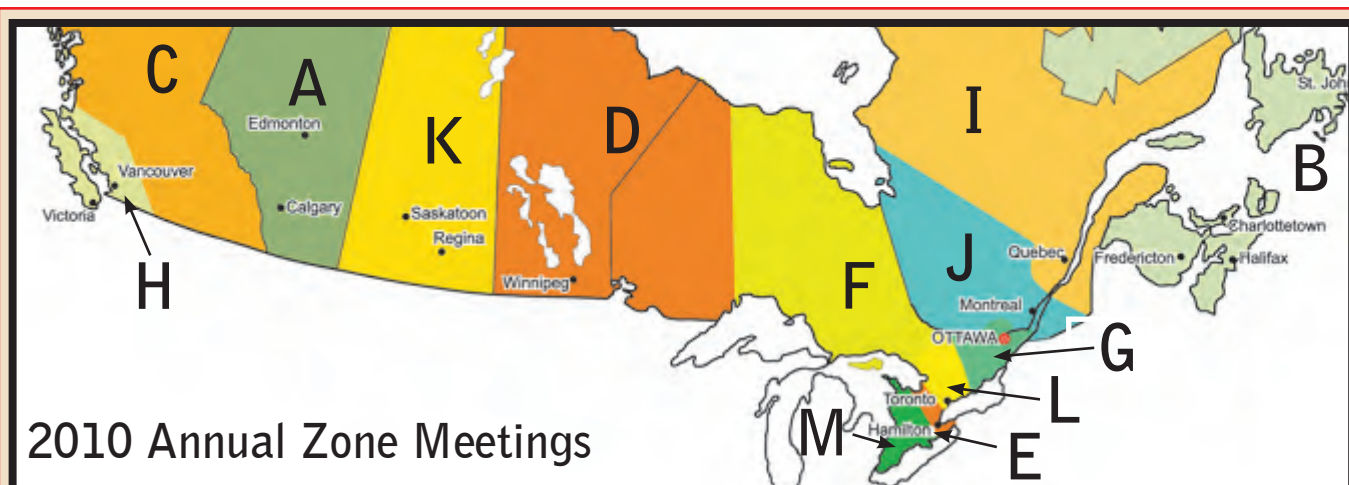 C
A
K
D
I
B
H
F
J
G
L
M
E
Edmonton
Vancouver
Victoria
Calgary
Saskatoon
Regina
Winnipeg
Quebec
Montreal
OTTAWA
Toronto
Hamilton
Fredericton
Charlottetown
Halifax
St. John
2010 Annual Zone Meetings